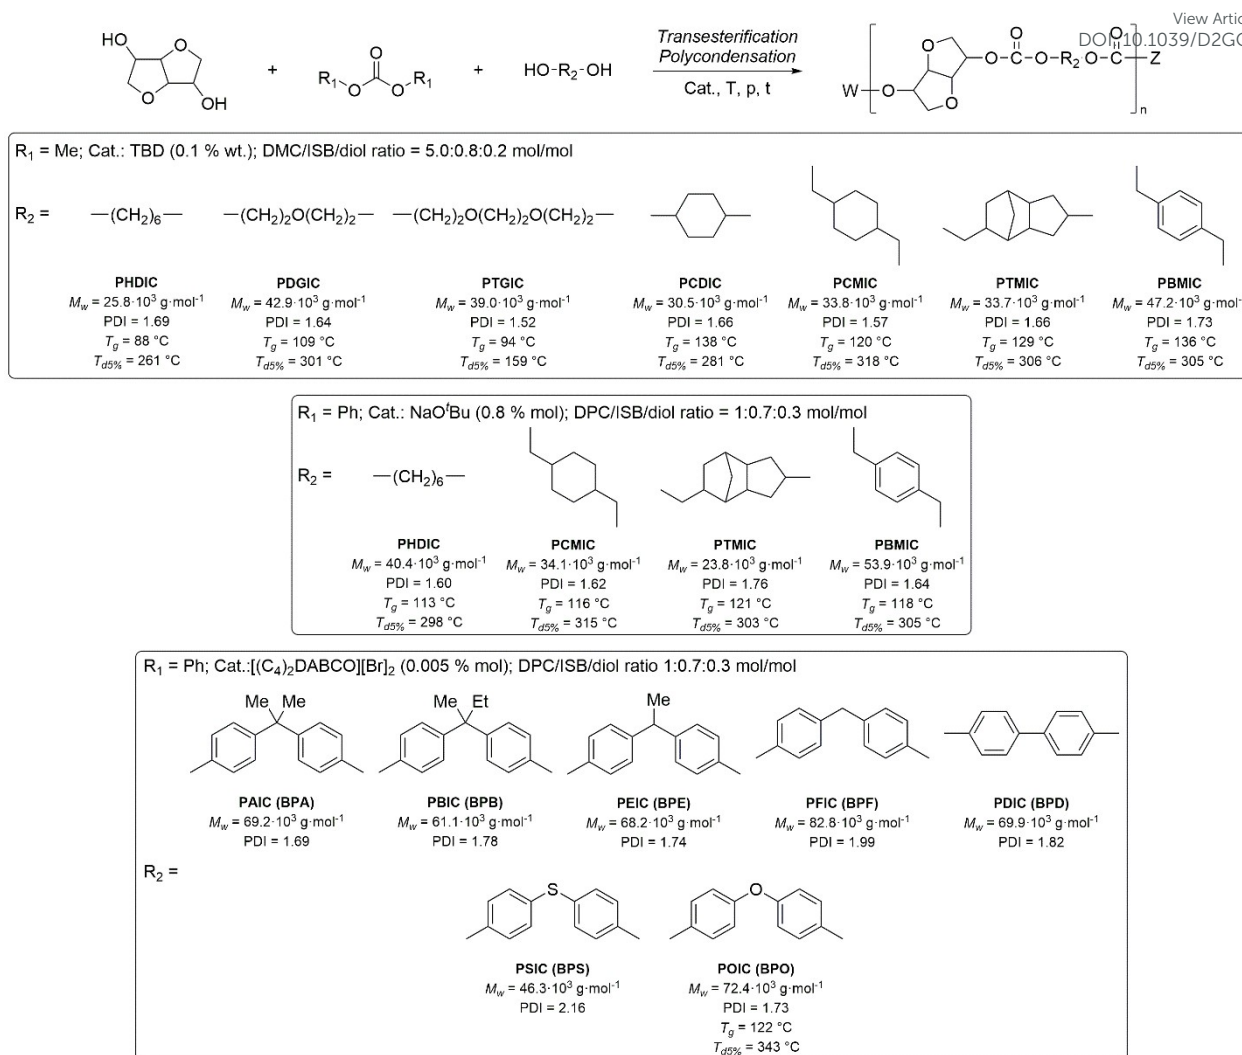 View Artic
DOI: 10.1039/D2GC
HO
O
O
OH
+
R₁
O
O
O
R₁
+
HO-R₂-OH
Transesterification
Polycondensation
Cat., T, p, t
W
O
O
O
O
O
O
R₂
O
O
Z
n
R₁ = Me; Cat.: TBD (0.1 % wt.); DMC/ISB/diol ratio = 5.0:0.8:0.2 mol/mol
R₂ = —(CH₂)₆— —(CH₂)₂O(CH₂)₂— —(CH₂)₂O(CH₂)₂O(CH₂)₂—
PHDIC PDGIC PTGIC PCDIC PCMIC PTMIC PBMIC
Mw = 25.8·10³ g·mol⁻¹ Mw = 42.9·10³ g·mol⁻¹ Mw = 39.0·10³ g·mol⁻¹ Mw = 30.5·10³ g·mol⁻¹ Mw = 33.8·10³ g·mol⁻¹ Mw = 33.7·10³ g·mol⁻¹ Mw = 47.2·10³ g·mol⁻
PDI = 1.69 PDI = 1.64 PDI = 1.52 PDI = 1.66 PDI = 1.57 PDI = 1.66 PDI = 1.73
Tg = 88 °C Tg = 109 °C Tg = 94 °C Tg = 138 °C Tg = 120 °C Tg = 129 °C Tg = 136 °C
Td5% = 261 °C Td5% = 301 °C Td5% = 159 °C Td5% = 281 °C Td5% = 318 °C Td5% = 306 °C Td5% = 305 °C
R₁ = Ph; Cat.: NaOᵗBu (0.8 % mol); DPC/ISB/diol ratio = 1:0.7:0.3 mol/mol
R₂ = —(CH₂)₆—
PHDIC PCMIC PTMIC PBMIC
Mw = 40.4·10³ g·mol⁻¹ Mw = 34.1·10³ g·mol⁻¹ Mw = 23.8·10³ g·mol⁻¹ Mw = 53.9·10³ g·mol⁻¹
PDI = 1.60 PDI = 1.62 PDI = 1.76 PDI = 1.64
Tg = 113 °C Tg = 116 °C Tg = 121 °C Tg = 118 °C
Td5% = 298 °C Td5% = 315 °C Td5% = 303 °C Td5% = 305 °C
R₁ = Ph; Cat.:[(C₄)₂DABCO][Br]₂ (0.005 % mol); DPC/ISB/diol ratio 1:0.7:0.3 mol/mol
Me Me Me Et Me
PAIC (BPA) PBIC (BPB) PEIC (BPE) PFIC (BPF) PDIC (BPD)
Mw = 69.2·10³ g·mol⁻¹ Mw = 61.1·10³ g·mol⁻¹ Mw = 68.2·10³ g·mol⁻¹ Mw = 82.8·10³ g·mol⁻¹ Mw = 69.9·10³ g·mol⁻¹
PDI = 1.69 PDI = 1.78 PDI = 1.74 PDI = 1.99 PDI = 1.82
R₂ =
S O
PSIC (BPS) POIC (BPO)
Mw = 46.3·10³ g·mol⁻¹ Mw = 72.4·10³ g·mol⁻¹
PDI = 2.16 PDI = 1.73
Tg = 122 °C
Td5% = 343 °C